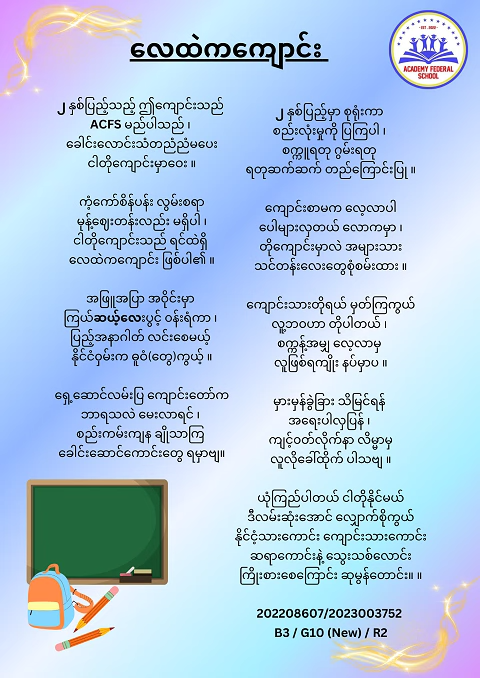 လေထဲကကျောင်း
EST - 2022
ACADEMY FEDERAL
SCHOOL
၂ နှစ်ပြည့်သည့် ဤကျောင်းသည်
ACFS မည်ပါသည် ၊
ခေါင်းလောင်းသံတညံညံမပေး
ငါတို့ကျောင်းမှာဝေး ။
ကံ့ကော်စိန်ပန်း လွမ်းစရာ
မုန့်ဈေးတန်းလည်း မရှိပါ ၊
ငါတို့ကျောင်းသည် ရင်ထဲရှိ
လေထဲကကျောင်း ဖြစ်ပါ၏ ။
အဖြူအပြာ အဝိုင်းမှာ
ကြယ်ဆယ့်လေးပွင့် ဝန်းရံကာ ၊
ပြည့်အနာဂါတ် လင်းစေမယ့်
နိုင်ငံ့ဝှမ်းက ဓူဝံ(တွေ)ကွယ့် ။
ရှေ့ဆောင်လမ်းပြ ကျောင်းတော်က
ဘာရသလဲ မေးလာရင် ၊
စည်းကမ်းကျန ချိုသာကြ
ခေါင်းဆောင်ကောင်းတွေ ရမှာဗျ။
၂ နှစ်ပြည့်မှာ စုရုံးကာ
စည်းလုံးမှုကို ပြကြပါ ၊
စက္ကူရတု ဂွမ်းရတု
ရတုဆက်ဆက် တည်ကြောင်းပြု ။
ကျောင်းစာမက လေ့လာပါ
ပေါများလှတယ် လောကမှာ ၊
တို့ကျောင်းမှာလဲ အများသား
သင်တန်းလေးတွေစုံစမ်းထား ။
ကျောင်းသားတို့ရယ် မှတ်ကြကွယ်
လူ့ဘဝဟာ တိုပါတယ် ၊
စက္ကန့်အမျှ လေ့လာမှ
လူဖြစ်ရကျိုး နပ်မှာပ ။
မှားမှန်ခွဲခြား သိမြင်ရန်
အရေးပါလှပြန် ၊
ကျင့်ဝတ်လိုက်နာ လိမ္မာမှ
လူလိုခေါ်ထိုက် ပါသဗျ ။
ယုံကြည်ပါတယ် ငါတို့နိုင်မယ်
ဒီလမ်းဆုံးအောင် လျှောက်စို့ကွယ်
နိုင်ငံ့သားကောင်း ကျောင်းသားကောင်း
ဆရာကောင်းနဲ့ သွေးသစ်လောင်း
ကြိုးစားစေကြောင်း ဆုမွန်တောင်း။ ။
202208607/2023003752
B3 / G10 (New) / R2